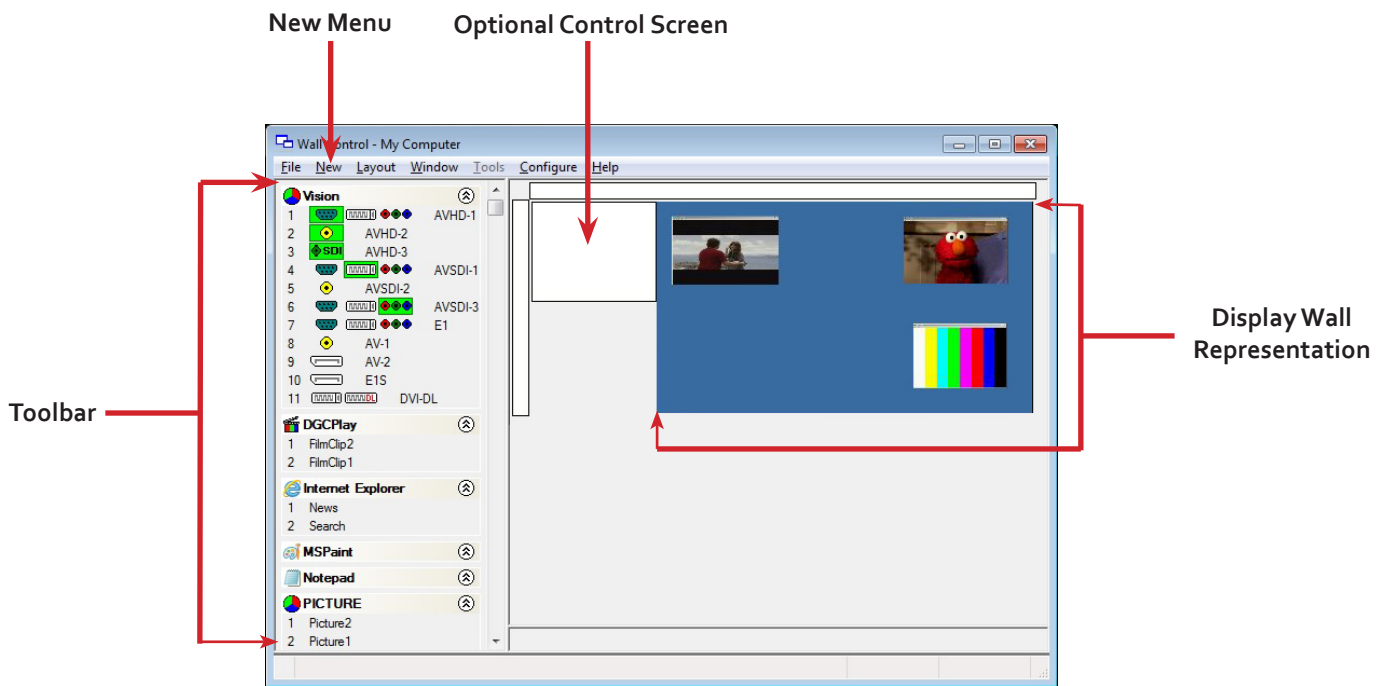 New Menu
Optional Control Screen
Wall Control - My Computer
File New Layout Window Tools Configure Help
Vision
1 AVHD-1
2 AVHD-2
3 SDI AVHD-3
4 AVSDI-1
5 AVSDI-2
6 AVSDI-3
7 E1
8 AV-1
9 AV-2
10 E1S
11 DL DVI-DL
DGCPlay
1 FilmClip2
2 FilmClip1
Internet Explorer
1 News
2 Search
MSPaint
Notepad
PICTURE
1 Picture2
2 Picture1
Toolbar
Display Wall
Representation